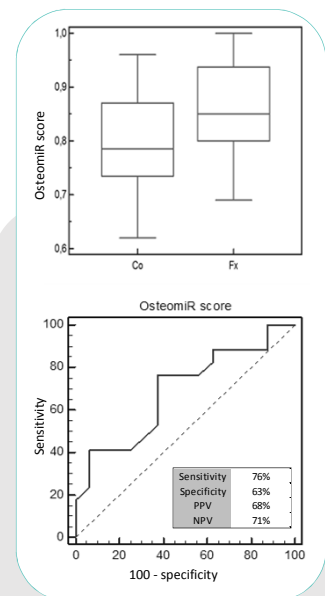 1,0
0,9
0,8
0,7
0,6
OsteomiR score
Co Fx
OsteomiR score
100
80
60
40
20
0
Sensitivity
Sensitivity 76%
Specificity 63%
PPV 68%
NPV 71%
0 20 40 60 80 100
100 - specificity